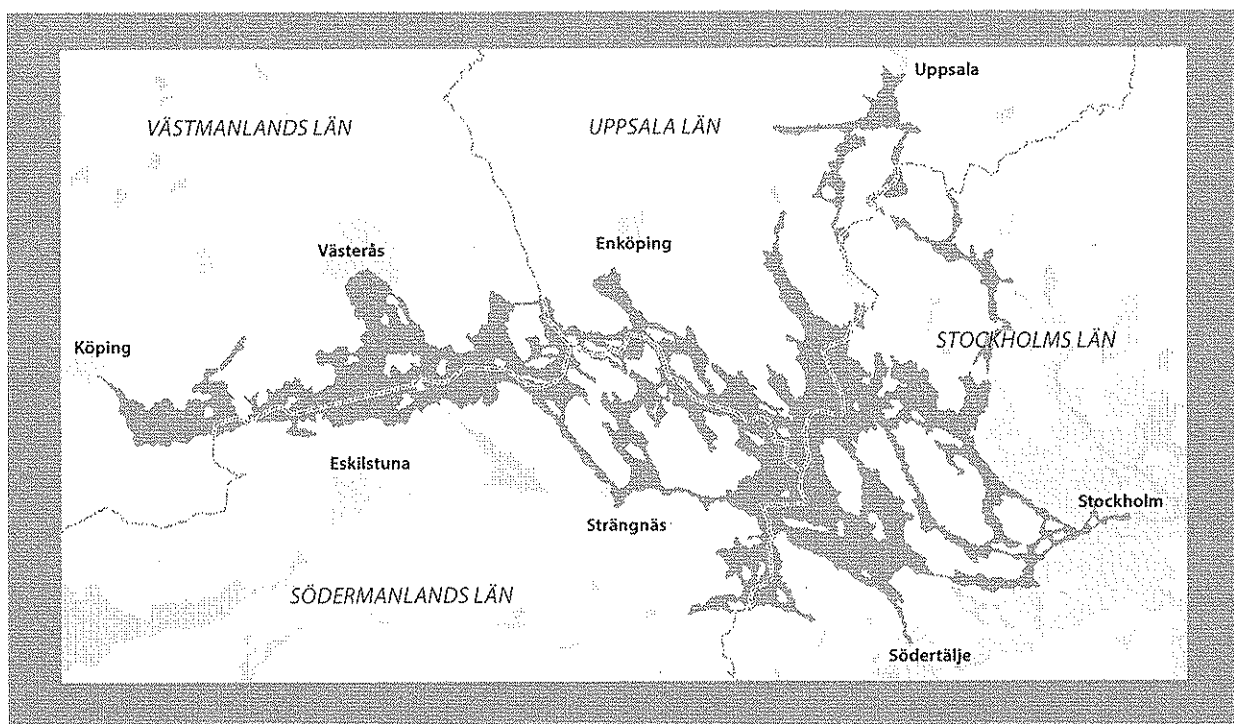 Uppsala
VÄSTMANLANDS LÄN
UPPSALA LÄN
Västerås
Enköping
STOCKHOLMS LÄN
Köping
Eskilstuna
Stockholm
Strängnäs
SÖDERMANLANDS LÄN
Södertälje